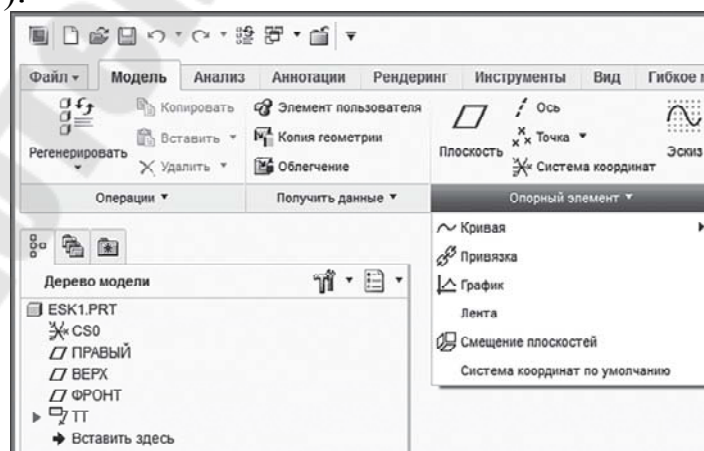 ).
Файл Модель Анализ Аннотации Рендеринг Инструменты Вид Гибкое
Регенерировать
Копировать
Вставить
Удалить
Элемент пользователя
Копия геометрии
Облегчение
Плоскость
Ось
Точка
Система координат
Эскиз
Операции Получить данные Опорный элемент
Кривая
Привязка
График
Лента
Смещение плоскостей
Система координат по умолчанию
Дерево модели
ESK1.PRT
CS0
ПРАВЫЙ
ВЕРХ
ФРОНТ
ТТ
Вставить здесь